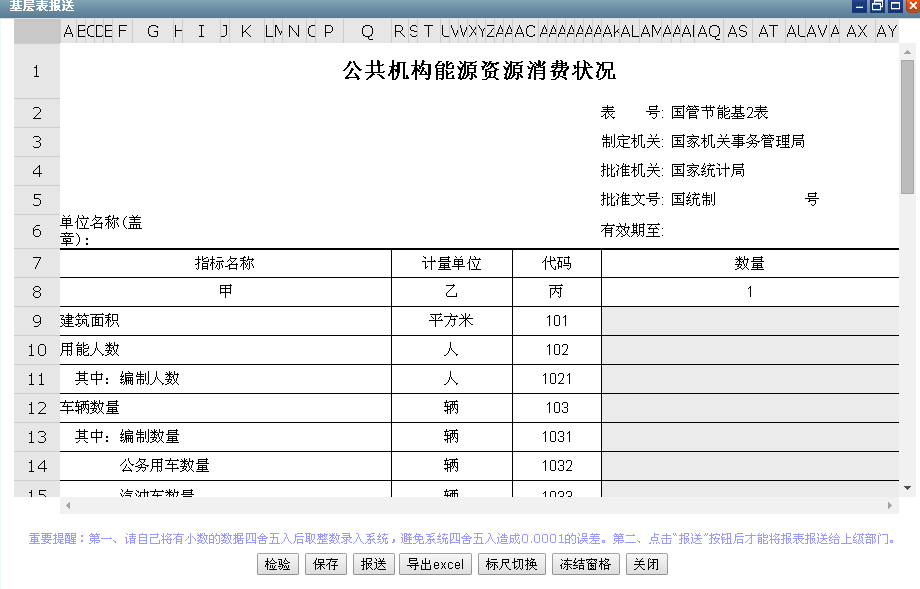 基层表报送
A E C D E F G H I J K L M N C P Q R S T U V W X Y Z A A AC A A A A A A Ak AL AM A A A I AQ AS AT AU AV A AX AY
1 公共机构能源资源消费状况
2 表 号: 国管节能基2表
3 制定机关: 国家机关事务管理局
4 批准机关: 国家统计局
5 批准文号: 国统制 号
6 单位名称(盖章): 有效期至:
7 指标名称 计量单位 代码 数量
8 甲 乙 丙 1
9 建筑面积 平方米 101
10 用能人数 人 102
11 其中: 编制人数 人 1021
12 车辆数量 辆 103
13 其中: 编制数量 辆 1031
14 公务用车数量 辆 1032
15 汽油车数量 辆 1033
重要提醒：第一、请自己将有小数的数据四舍五入后取整数录入系统，避免系统四舍五入造成0.0001的误差。第二、点击“报送”按钮后才能将报表报送给上级部门。
检验 保存 报送 导出excel 标尺切换 冻结窗格 关闭